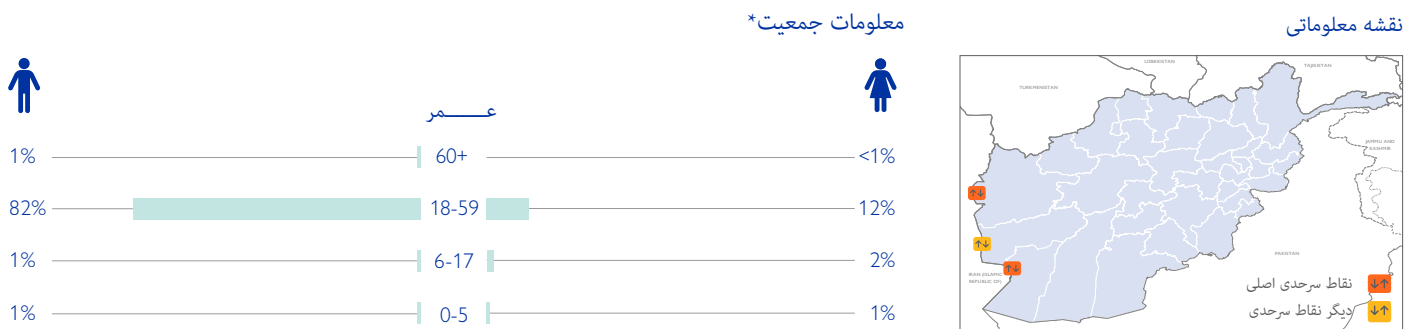 نقشه معلوماتی
UZBEKISTAN
TAJIKISTAN
TURKMENISTAN
JAMMU AND
KASHMIR
PAKISTAN
IRAN (ISLAMIC
REPUBLIC OF)
نقاط سرحدی اصلی
دیگر نقاط سرحدی
معلومات جمعیت*
عـــــــمر
1% 60+ <1%
82% 18-59 12%
1% 6-17 2%
1% 0-5 1%